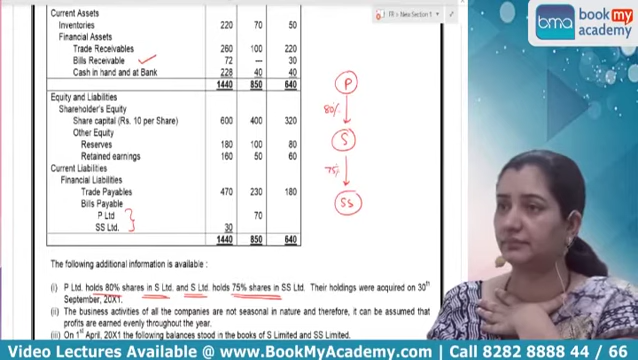 Current Assets
Inventories 220 70 50
Financial Assets
Trade Receivables 260 100 220
Bills Receivable 72 --- 30
Cash in hand and at Bank 228 40 40
1440 850 640
Equity and Liabilities
Shareholder's Equity
Share capital (Rs. 10 per Share) 600 400 320
Other Equity
Reserves 180 100 80
Retained earnings 160 50 60
Current Liabilities
Financial Liabilities
Trade Payables 470 230 180
Bills Payable
P Ltd 70
SS Ltd. 30
1440 850 640
The following additional information is available :
(i) P Ltd. holds 80% shares in S Ltd. and S Ltd. holds 75% shares in SS Ltd. Their holdings were acquired on 30th
September, 20X1.
(ii) The business activities of all the companies are not seasonal in nature and therefore, it can be assumed that
profits are earned evenly throughout the year.
(iii) On 1st April, 20X1 the following balances stood in the books of S Limited and SS Limited.
P
80%
S
75%
SS
New Section 1
bma
book my
academy
Video Lectures Available @ www.BookMyAcademy.com | Call 8282 8888 44 / 66